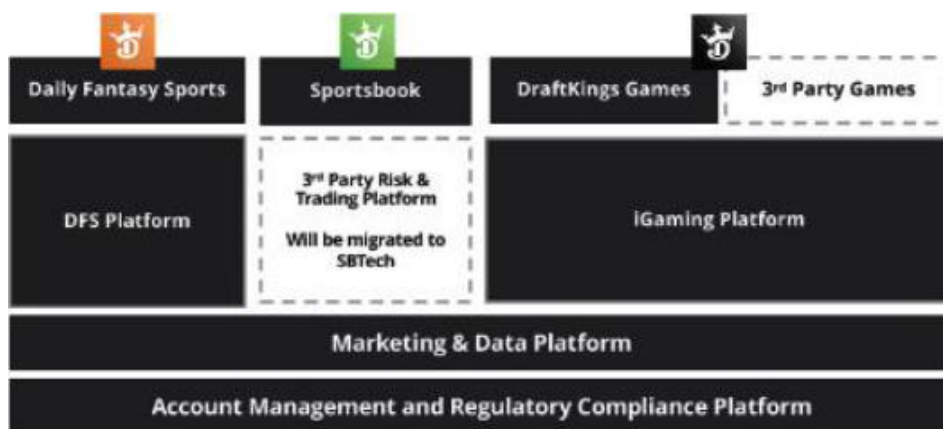 Daily Fantasy Sports
Sportsbook
DraftKings Games
3rd Party Games
DFS Platform
3rd Party Risk &
Trading Platform
Will be migrated to
SBTech
iGaming Platform
Marketing & Data Platform
Account Management and Regulatory Compliance Platform